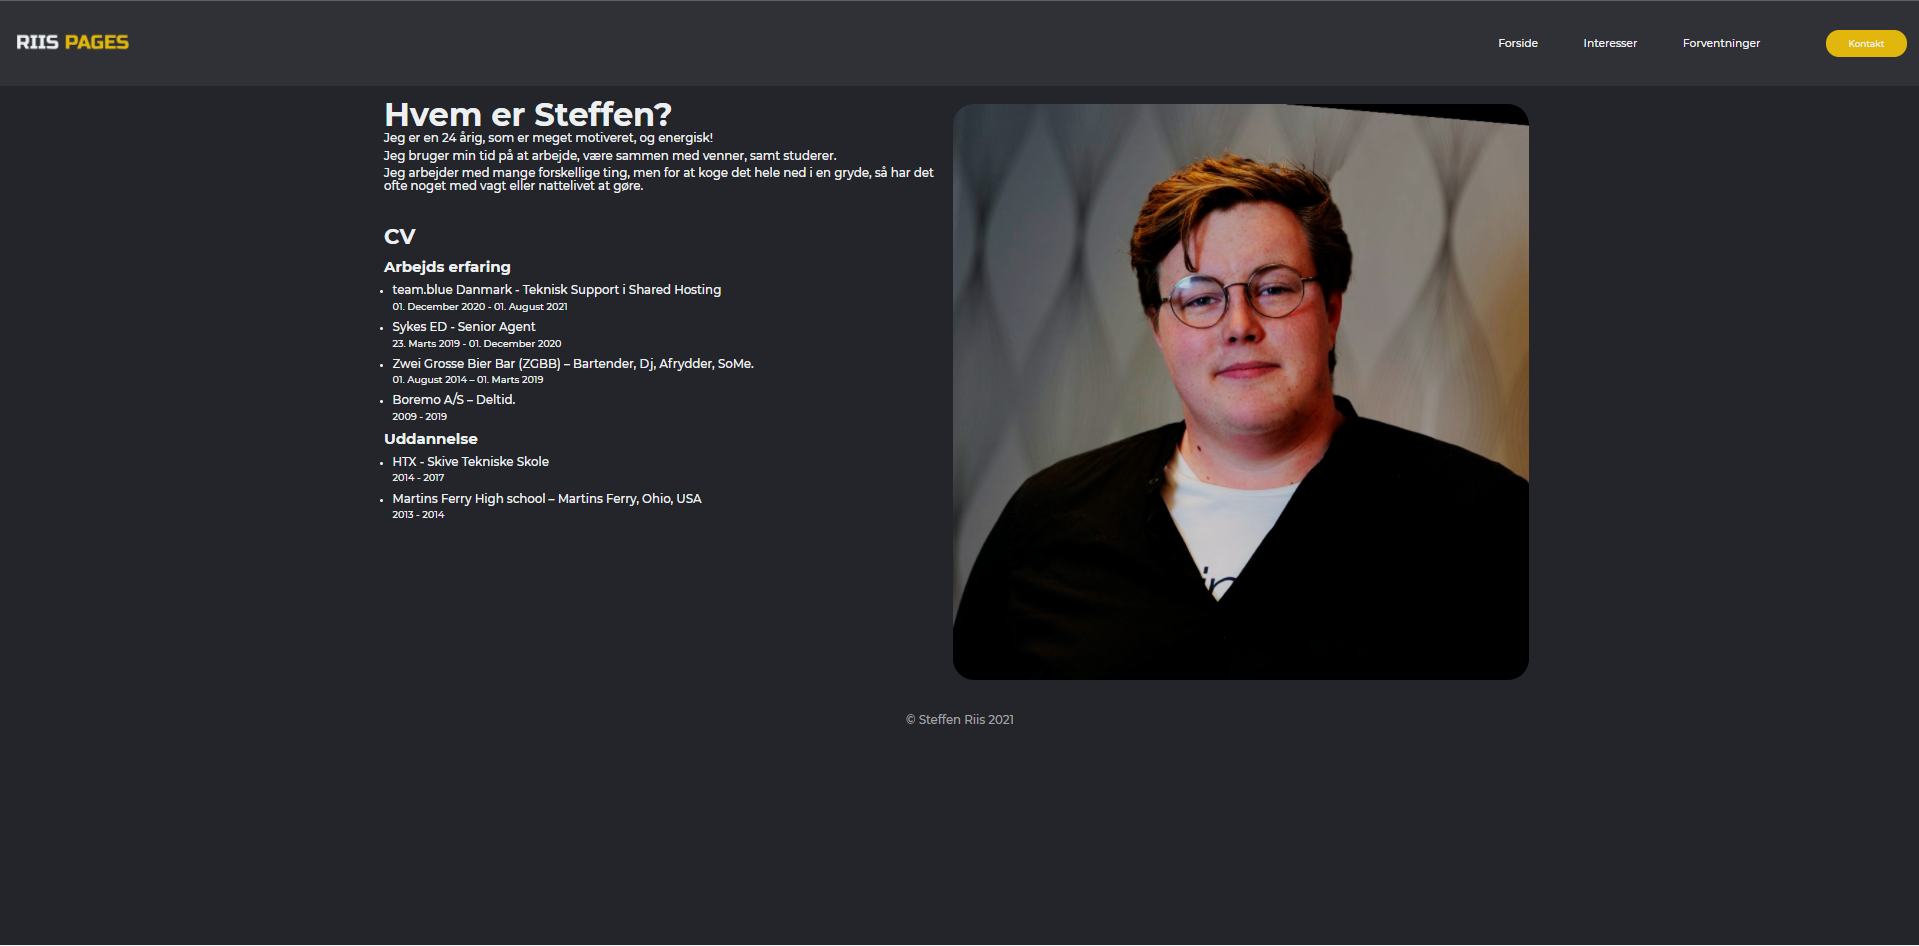 RIIS PAGES
Forside
Interesser
Forventninger
Kontakt
Hvem er Steffen?
Jeg er en 24 årig, som er meget motiveret, og energisk!
Jeg bruger min tid på at arbejde, være sammen med venner, samt studerer.
Jeg arbejder med mange forskellige ting, men for at koge det hele ned i en gryde, så har det
ofte noget med vagt eller nattelivet at gøre.
CV
Arbejds erfaring
team.blue Danmark - Teknisk Support i Shared Hosting
01. December 2020 - 01. August 2021
Sykes ED - Senior Agent
23. Marts 2019 - 01. December 2020
Zwei Grosse Bier Bar (ZGBB) – Bartender, Dj, Afrydder, SoMe.
01. August 2014 – 01. Marts 2019
Boremo A/S – Deltid.
2009 - 2019
Uddannelse
HTX - Skive Tekniske Skole
2014 - 2017
Martins Ferry High school – Martins Ferry, Ohio, USA
2013 - 2014
© Steffen Riis 2021